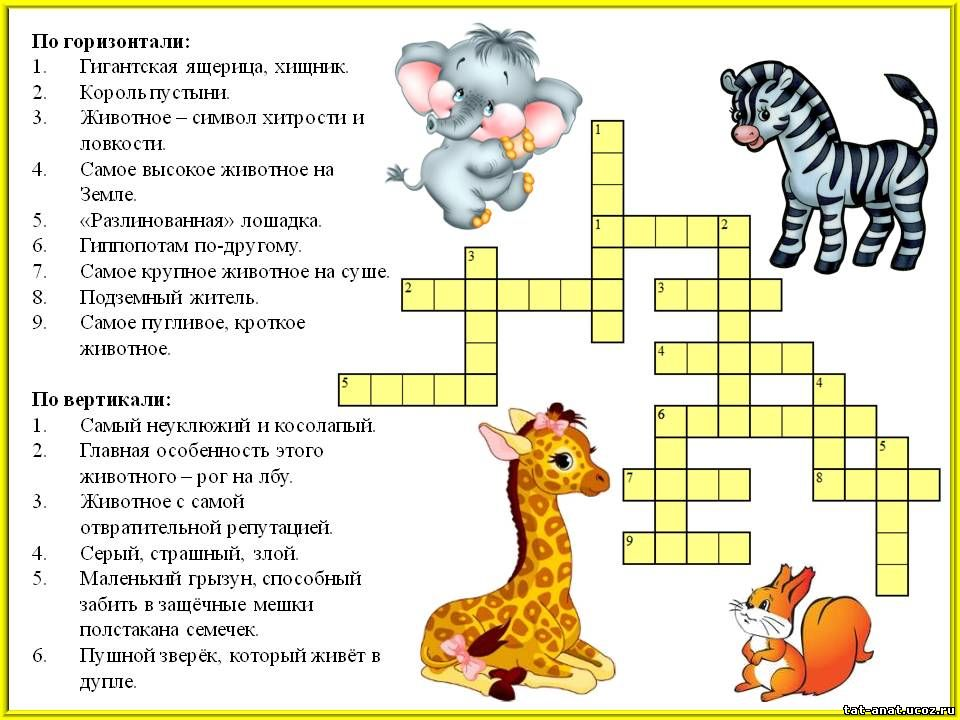 По горизонтали:
1. Гигантская ящерица, хищник.
2. Король пустыни.
3. Животное – символ хитрости и
ловкости.
4. Самое высокое животное на
Земле.
5. «Разлинованная» лошадка.
6. Гиппопотам по-другому.
7. Самое крупное животное на суше.
8. Подземный житель.
9. Самое пугливое, кроткое
животное.
По вертикали:
1. Самый неуклюжий и косолапый.
2. Главная особенность этого
животного – рог на лбу.
3. Животное с самой
отвратительной репутацией.
4. Серый, страшный, злой.
5. Маленький грызун, способный
забить в защёчные мешки
полстакана семечек.
6. Пушной зверёк, который живёт в
дупле.
1
1 2
3
2 3
4
5 4
6
5
7 8
9
tat-anat.ucoz.ru